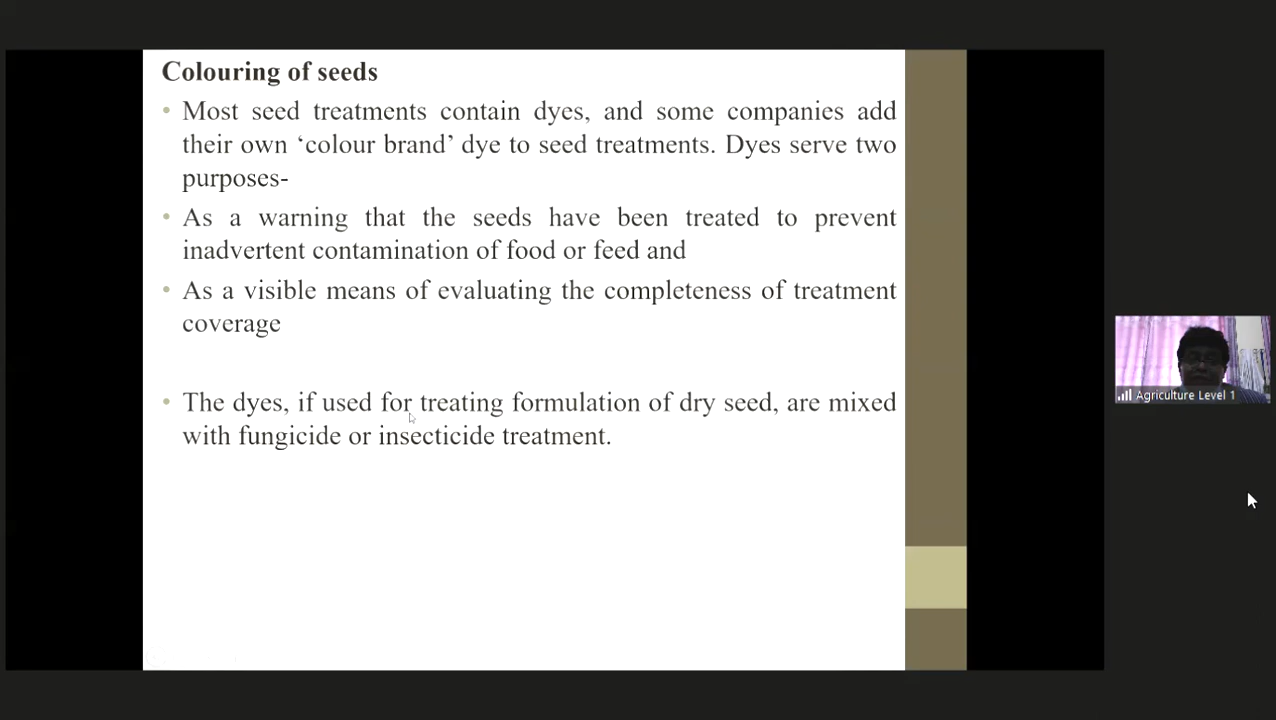 Colouring of seeds
• Most seed treatments contain dyes, and some companies add
their own ‘colour brand’ dye to seed treatments. Dyes serve two
purposes-
• As a warning that the seeds have been treated to prevent
inadvertent contamination of food or feed and
• As a visible means of evaluating the completeness of treatment
coverage
• The dyes, if used for treating formulation of dry seed, are mixed
with fungicide or insecticide treatment.
Agriculture Level 1